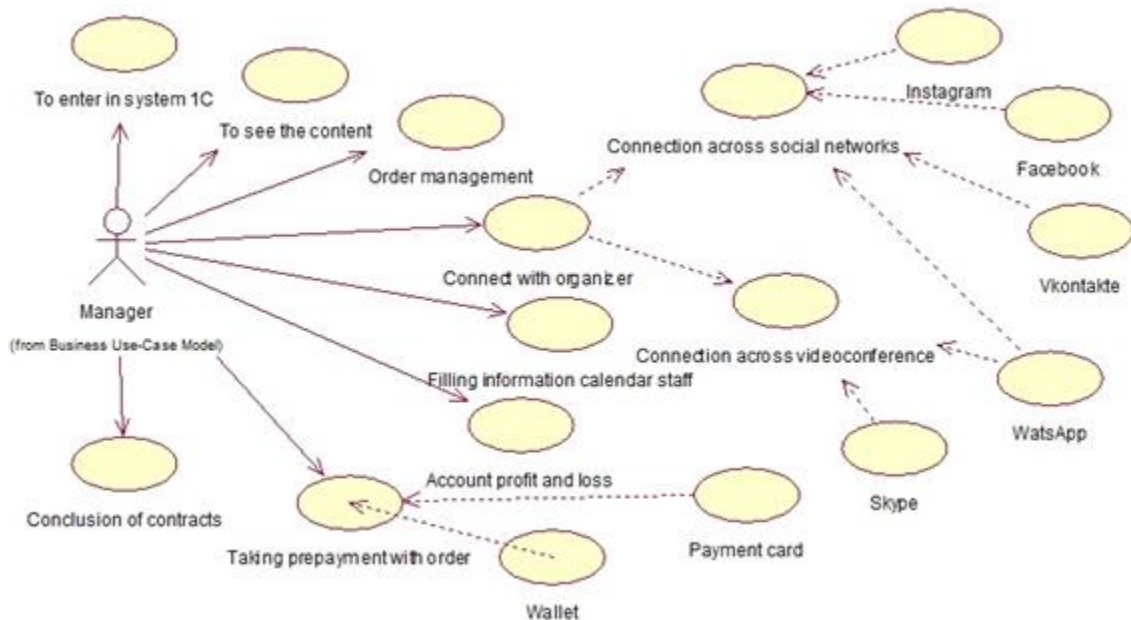 To enter in system 1C
To see the content
Order management
Instagram
Connection across social networks
Facebook
Vkontakte
Connect with organizer
Manager
(from Business Use-Case Model)
Connection across videoconference
Filling information calendar staff
WatsApp
Account profit and loss
Skype
Conclusion of contracts
Taking prepayment with order
Payment card
Wallet